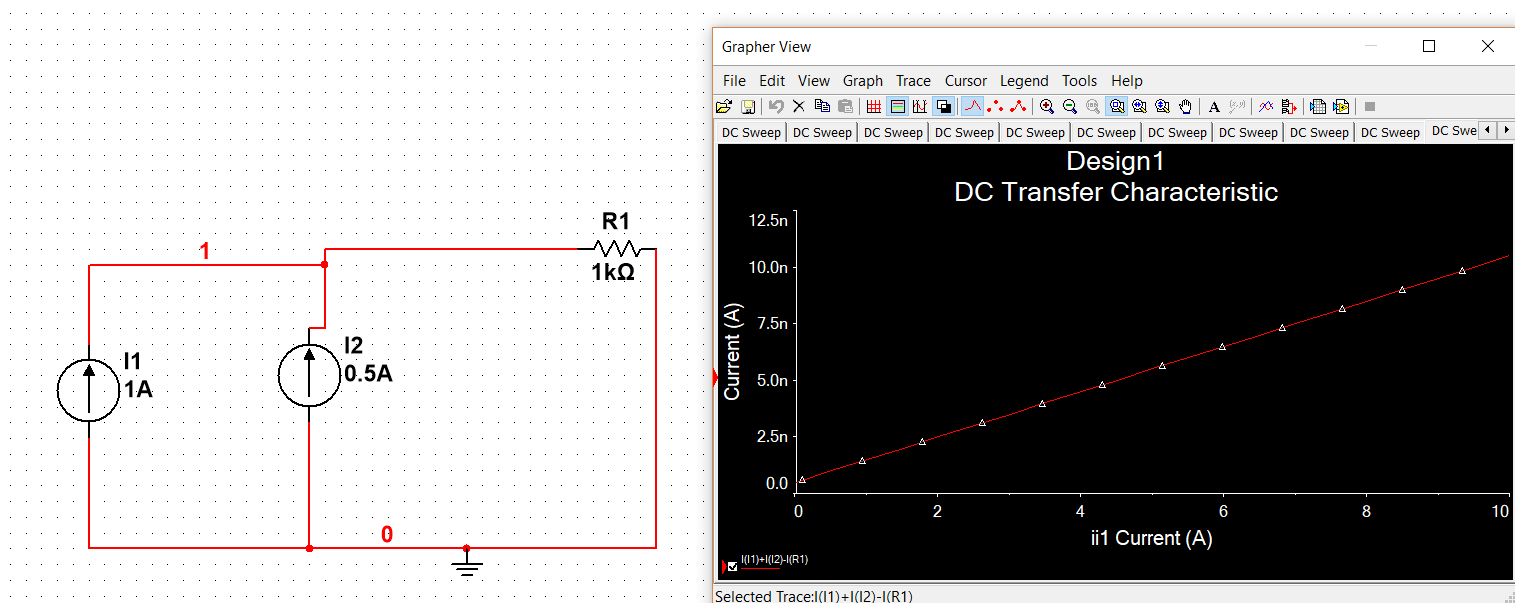 1
R1
1kΩ
I1
1A
I2
0.5A
0
Grapher View
File Edit View Graph Trace Cursor Legend Tools Help
A
DC Sweep DC Sweep DC Sweep DC Sweep DC Sweep DC Sweep DC Sweep DC Sweep DC Sweep DC Sweep DC Swe
Design1
DC Transfer Characteristic
Current (A)
12.5n
10.0n
7.5n
5.0n
2.5n
0.0
0 2 4 6 8 10
ii1 Current (A)
I(I1)+I(I2)-I(R1)
Selected Trace:I(I1)+I(I2)-I(R1)